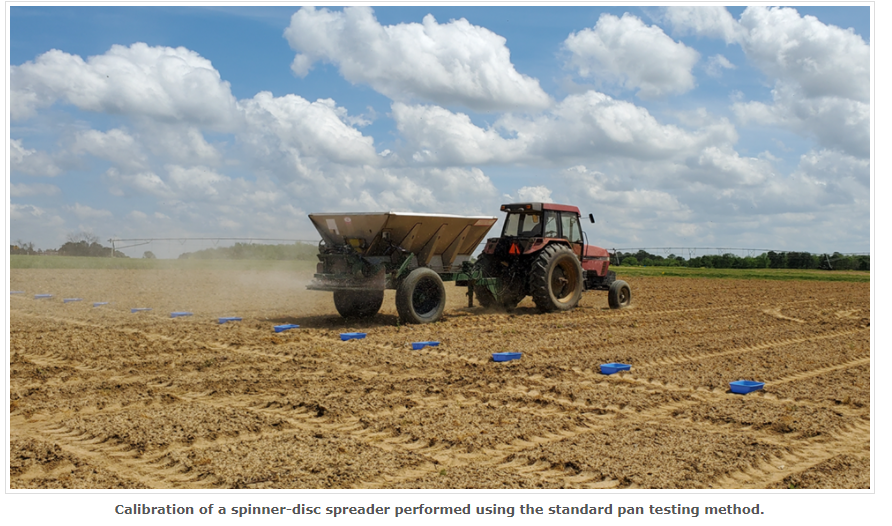 Calibration of a spinner-disc spreader performed using the standard pan testing method.